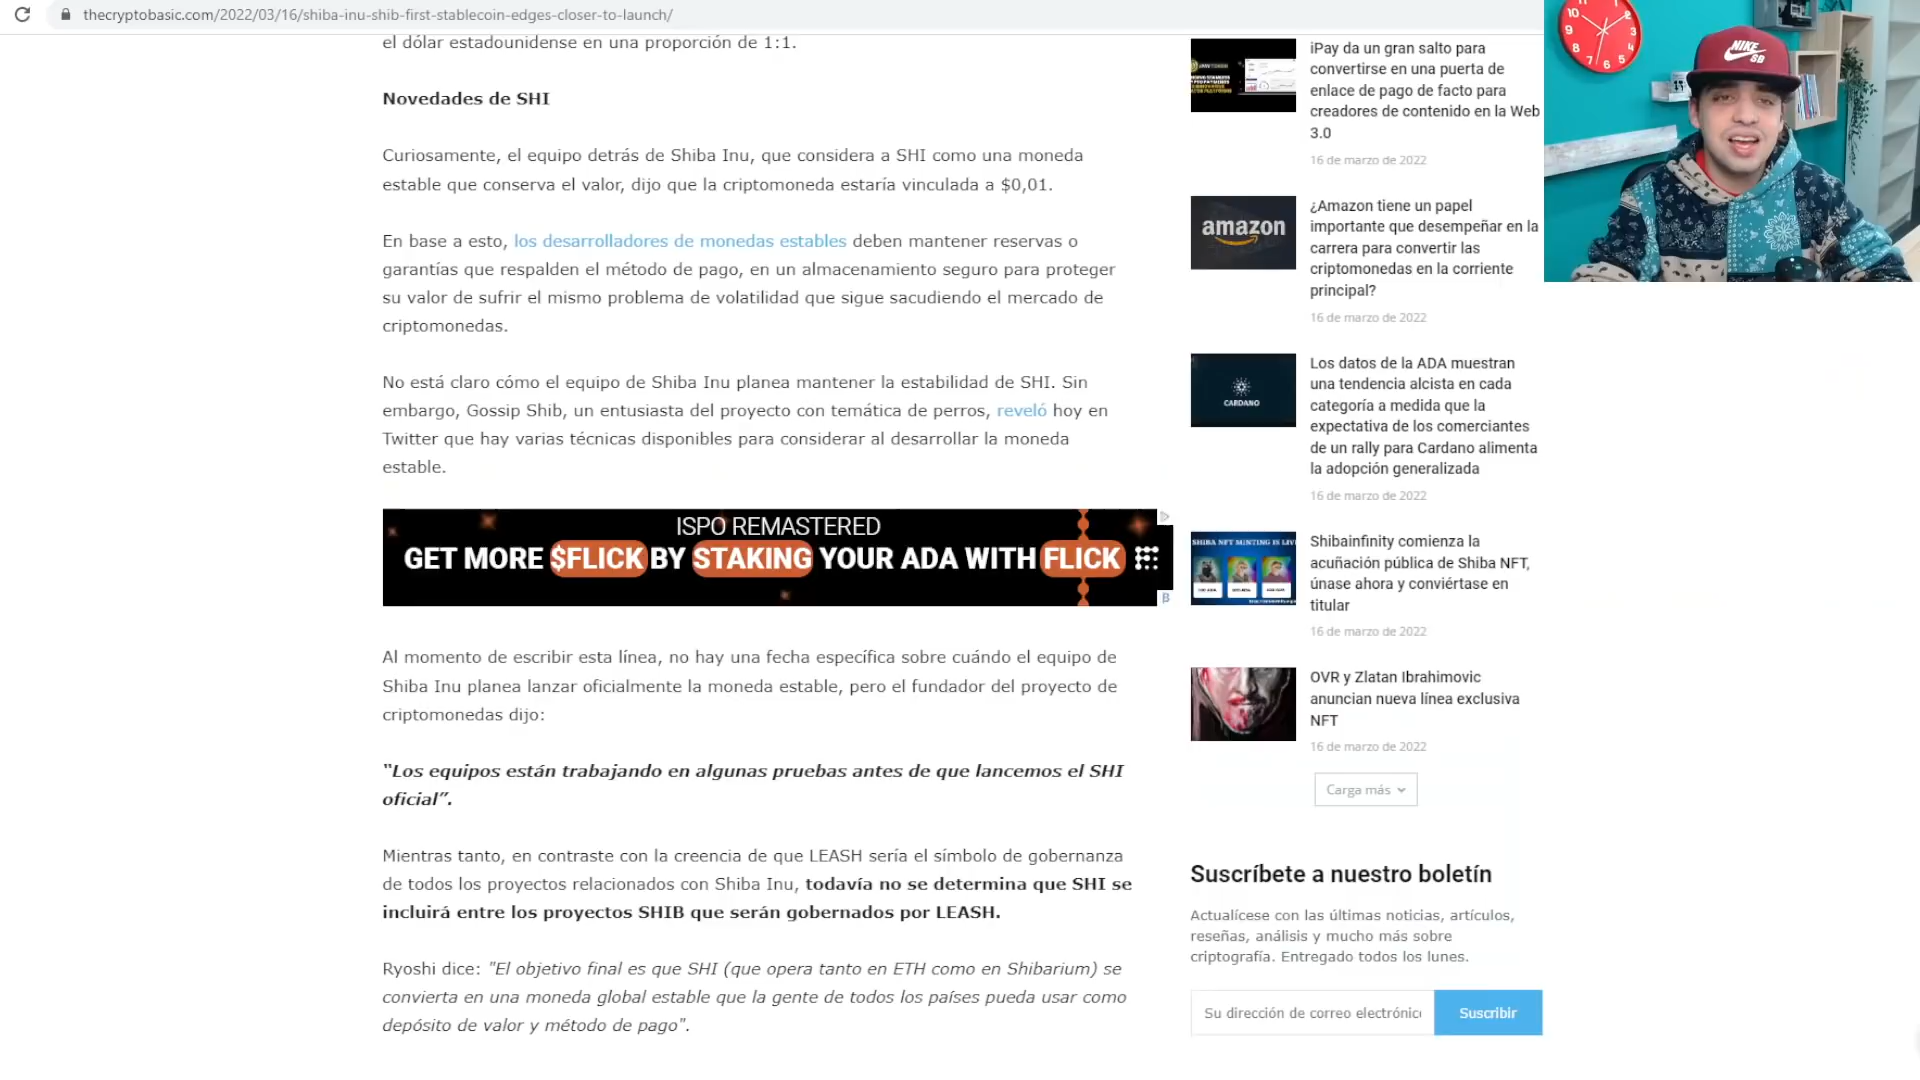 thecryptobasic.com/2022/03/16/shiba-inu-shib-first-stablecoin-edges-closer-to-launch/
el dólar estadounidense en una proporción de 1:1.
Novedades de SHI
Curiosamente, el equipo detrás de Shiba Inu, que considera a SHI como una moneda
estable que conserva el valor, dijo que la criptomoneda estaría vinculada a $0,01.
En base a esto, los desarrolladores de monedas estables deben mantener reservas o
garantías que respalden el método de pago, en un almacenamiento seguro para proteger
su valor de sufrir el mismo problema de volatilidad que sigue sacudiendo el mercado de
criptomonedas.
No está claro cómo el equipo de Shiba Inu planea mantener la estabilidad de SHI. Sin
embargo, Gossip Shib, un entusiasta del proyecto con temática de perros, reveló hoy en
Twitter que hay varias técnicas disponibles para considerar al desarrollar la moneda
estable.
ISPO REMASTERED
GET MORE $FLICK BY STAKING YOUR ADA WITH FLICK
Al momento de escribir esta línea, no hay una fecha específica sobre cuándo el equipo de
Shiba Inu planea lanzar oficialmente la moneda estable, pero el fundador del proyecto de
criptomonedas dijo:
“Los equipos están trabajando en algunas pruebas antes de que lancemos el SHI
oficial”.
Mientras tanto, en contraste con la creencia de que LEASH sería el símbolo de gobernanza
de todos los proyectos relacionados con Shiba Inu, todavía no se determina que SHI se
incluirá entre los proyectos SHIB que serán gobernados por LEASH.
Ryoshi dice: "El objetivo final es que SHI (que opera tanto en ETH como en Shibarium) se
convierta en una moneda global estable que la gente de todos los países pueda usar como
depósito de valor y método de pago".
iPay da un gran salto para
convertirse en una puerta de
enlace de pago de facto para
creadores de contenido en la Web
3.0
16 de marzo de 2022
amazon
¿Amazon tiene un papel
importante que desempeñar en la
carrera para convertir las
criptomonedas en la corriente
principal?
16 de marzo de 2022
CARDANO
Los datos de la ADA muestran
una tendencia alcista en cada
categoría a medida que la
expectativa de los comerciantes
de un rally para Cardano alimenta
la adopción generalizada
16 de marzo de 2022
SHIBA NFT MINTING IS LIV
Shibainfinity comienza la
acuñación pública de Shiba NFT,
únase ahora y conviértase en
titular
16 de marzo de 2022
OVR y Zlatan Ibrahimovic
anuncian nueva línea exclusiva
NFT
16 de marzo de 2022
Carga más
Suscríbete a nuestro boletín
Actualícese con las últimas noticias, artículos,
reseñas, análisis y mucho más sobre
criptografía. Entregado todos los lunes.
Su dirección de correo electrónic
Suscribir
NIKE
SB
10 1 2 9 3 8 4 7 6 5